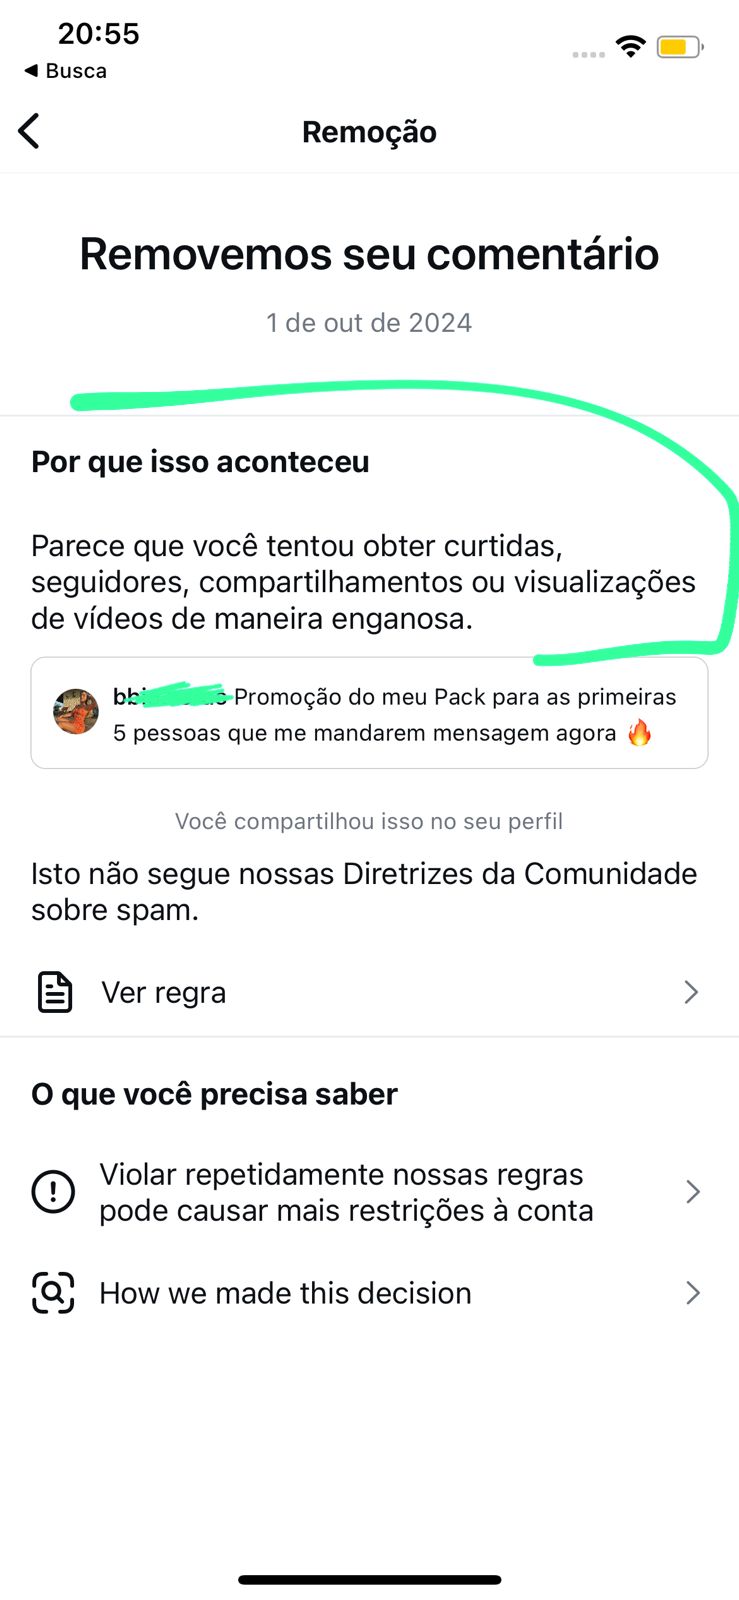 20:55
◀ Busca
Remoção
Removemos seu comentário
1 de out de 2024
Por que isso aconteceu
Parece que você tentou obter curtidas,
seguidores, compartilhamentos ou visualizações
de vídeos de maneira enganosa.
Promoção do meu Pack para as primeiras
5 pessoas que me mandarem mensagem agora 🔥
Você compartilhou isso no seu perfil
Isto não segue nossas Diretrizes da Comunidade
sobre spam.
Ver regra
O que você precisa saber
Violar repetidamente nossas regras
pode causar mais restrições à conta
How we made this decision